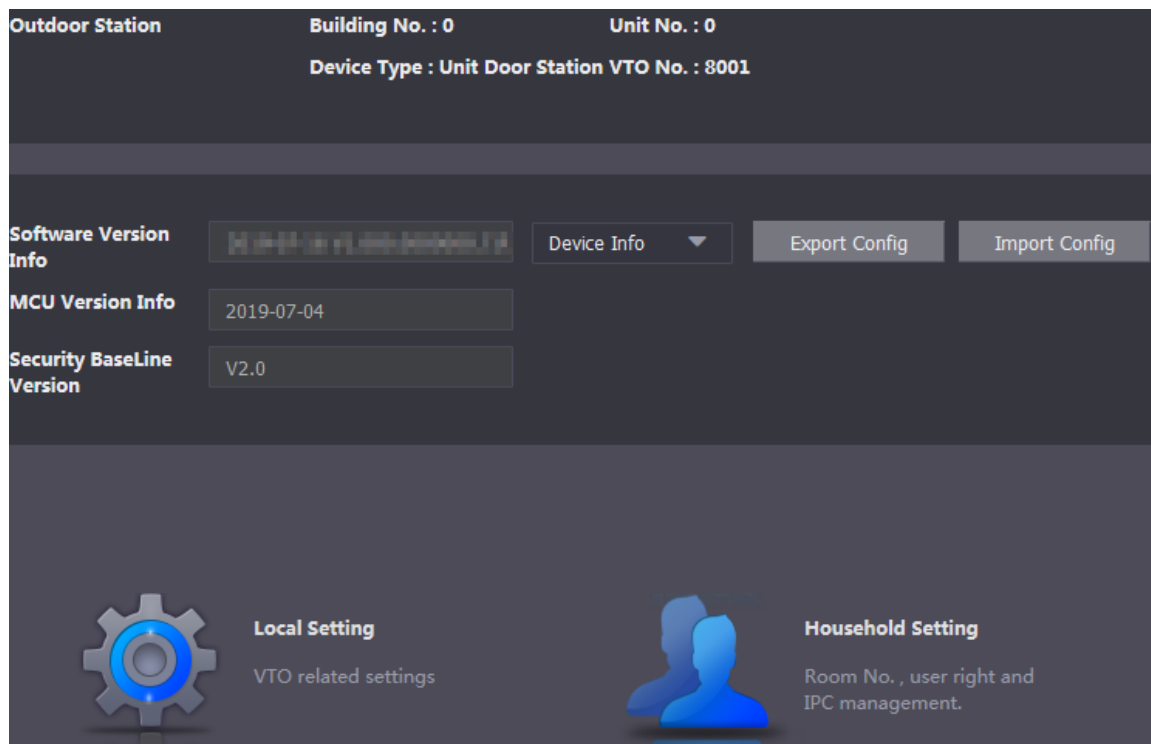 Outdoor Station Building No. : 0 Unit No. : 0
Device Type : Unit Door Station VTO No. : 8001
Software Version
Info
Device Info Export Config Import Config
MCU Version Info 2019-07-04
Security BaseLine
Version
V2.0
Local Setting
VTO related settings
Household Setting
Room No. , user right and
IPC management.